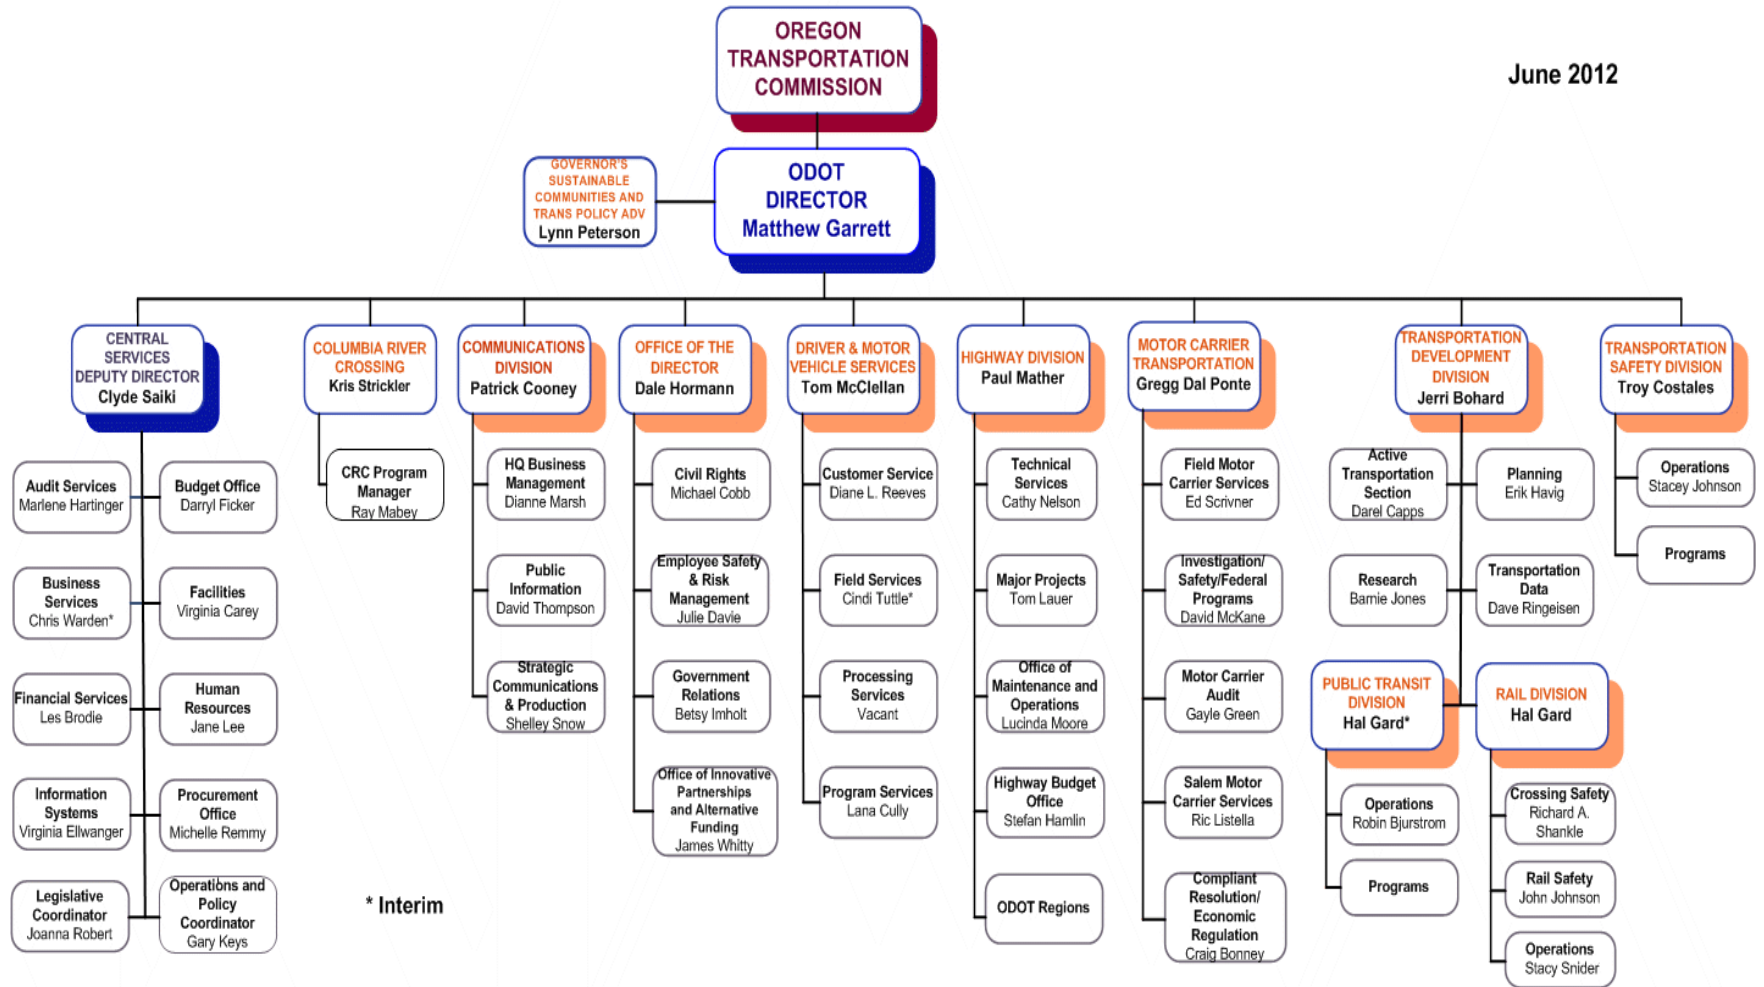 OREGON
TRANSPORTATION
COMMISSION
June 2012
GOVERNOR'S
SUSTAINABLE
COMMUNITIES AND
TRANS POLICY ADV
Lynn Peterson
ODOT
DIRECTOR
Matthew Garrett
CENTRAL
SERVICES
DEPUTY DIRECTOR
Clyde Saiki
COLUMBIA RIVER
CROSSING
Kris Strickler
COMMUNICATIONS
DIVISION
Patrick Cooney
OFFICE OF THE
DIRECTOR
Dale Hormann
DRIVER & MOTOR
VEHICLE SERVICES
Tom McClellan
HIGHWAY DIVISION
Paul Mather
MOTOR CARRIER
TRANSPORTATION
Gregg Dal Ponte
TRANSPORTATION
DEVELOPMENT
DIVISION
Jerri Bohard
TRANSPORTATION
SAFETY DIVISION
Troy Costales
Audit Services
Marlene Hartinger
Budget Office
Darryl Ficker
Business
Services
Chris Warden*
Facilities
Virginia Carey
Financial Services
Les Brodie
Human
Resources
Jane Lee
Information
Systems
Virginia Ellwanger
Procurement
Office
Michelle Remmy
Legislative
Coordinator
Joanna Robert
Operations and
Policy
Coordinator
Gary Keys
CRC Program
Manager
Ray Mabey
HQ Business
Management
Dianne Marsh
Public
Information
David Thompson
Strategic
Communications
& Production
Shelley Snow
Civil Rights
Michael Cobb
Employee Safety
& Risk
Management
Julie Davie
Government
Relations
Betsy Imholt
Office of Innovative
Partnerships
and Alternative
Funding
James Whitty
Customer Service
Diane L. Reeves
Field Services
Cindi Tuttle*
Processing
Services
Vacant
Program Services
Lana Cully
Technical
Services
Cathy Nelson
Major Projects
Tom Lauer
Office of
Maintenance and
Operations
Lucinda Moore
Highway Budget
Office
Stefan Hamlin
ODOT Regions
Field Motor
Carrier Services
Ed Scrivner
Investigation/
Safety/Federal
Programs
David McKane
Motor Carrier
Audit
Gayle Green
Salem Motor
Carrier Services
Ric Listella
Compliant
Resolution/
Economic
Regulation
Craig Bonney
Active
Transportation
Section
Darel Capps
Planning
Erik Havig
Research
Barnie Jones
Transportation
Data
Dave Ringeisen
PUBLIC TRANSIT
DIVISION
Hal Gard*
RAIL DIVISION
Hal Gard
Operations
Robin Bjurstrom
Programs
Crossing Safety
Richard A.
Shankle
Rail Safety
John Johnson
Operations
Stacy Snider
Operations
Stacey Johnson
Programs
* Interim